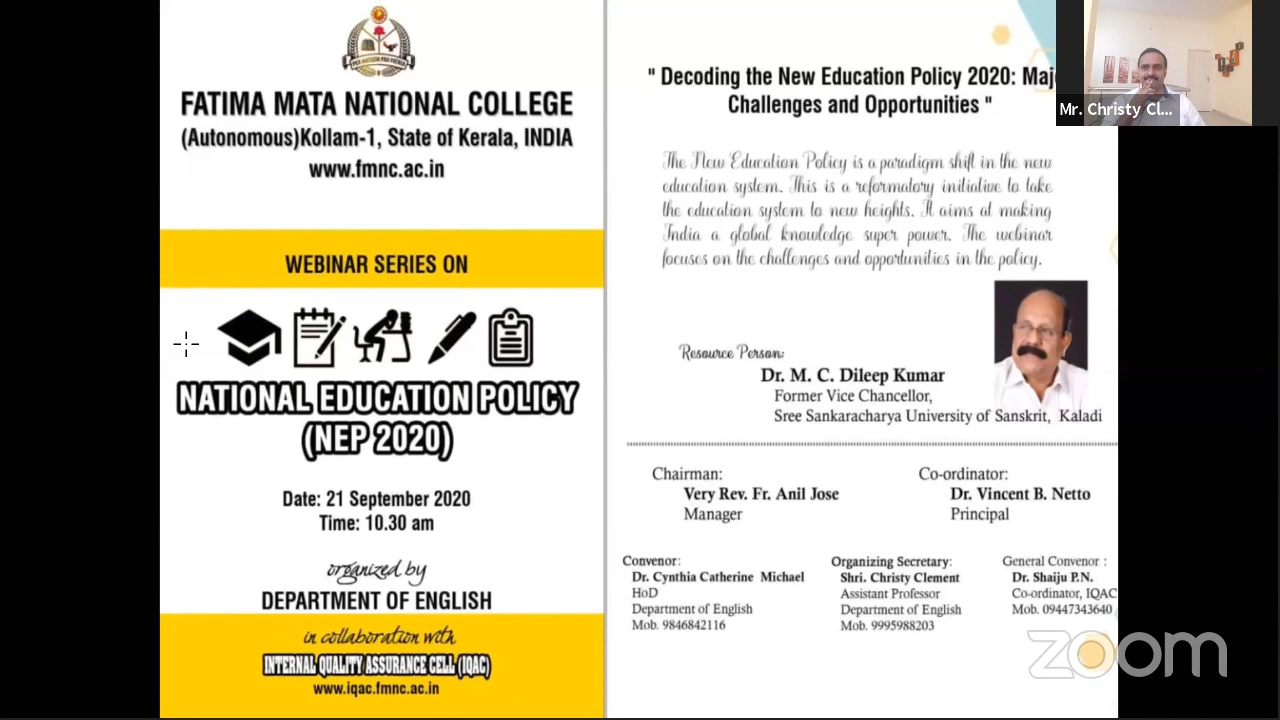 PER MATREM PRO PATRIA
FATIMA MATA NATIONAL COLLEGE
(Autonomous)Kollam-1, State of Kerala, INDIA
www.fmnc.ac.in
WEBINAR SERIES ON
NATIONAL EDUCATION POLICY
(NEP 2020)
Date: 21 September 2020
Time: 10.30 am
organized by
DEPARTMENT OF ENGLISH
in collaboration with
INTERNAL QUALITY ASSURANCE CELL (IQAC)
www.iqac.fmnc.ac.in
" Decoding the New Education Policy 2020: Maj
Challenges and Opportunities "
The New Education Policy is a paradigm shift in the new
education system. This is a reformatory initiative to take
the education system to new heights. It aims at making
India a global knowledge super power. The webinar
focuses on the challenges and opportunities in the policy.
Resource Person:
Dr. M. C. Dileep Kumar
Former Vice Chancellor,
Sree Sankaracharya University of Sanskrit, Kaladi
Chairman:
Very Rev. Fr. Anil Jose
Manager
Co-ordinator:
Dr. Vincent B. Netto
Principal
Convenor:
Dr. Cynthia Catherine Michael
HoD
Department of English
Mob. 9846842116
Organizing Secretary:
Shri. Christy Clement
Assistant Professor
Department of English
Mob. 9995988203
General Convenor :
Dr. Shaiju P.N.
Co-ordinator, IQAC
Mob. 09447343640
Mr. Christy Cl...
zoom